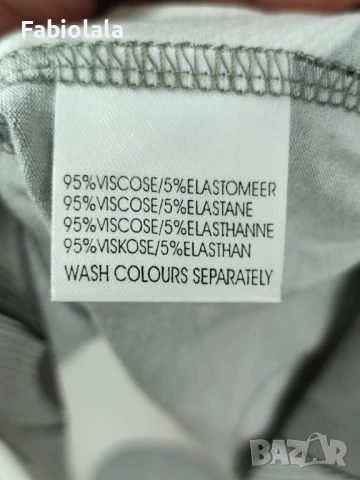 Fabiolala
95%VISCOSE/5%ELASTOMEER
95%VISCOSE/5%ELASTANE
95%VISCOSE/5%ELASTHANNE
95%VISKOSE/5%ELASTHAN
WASH COLOURS SEPARATELY
BAZAR